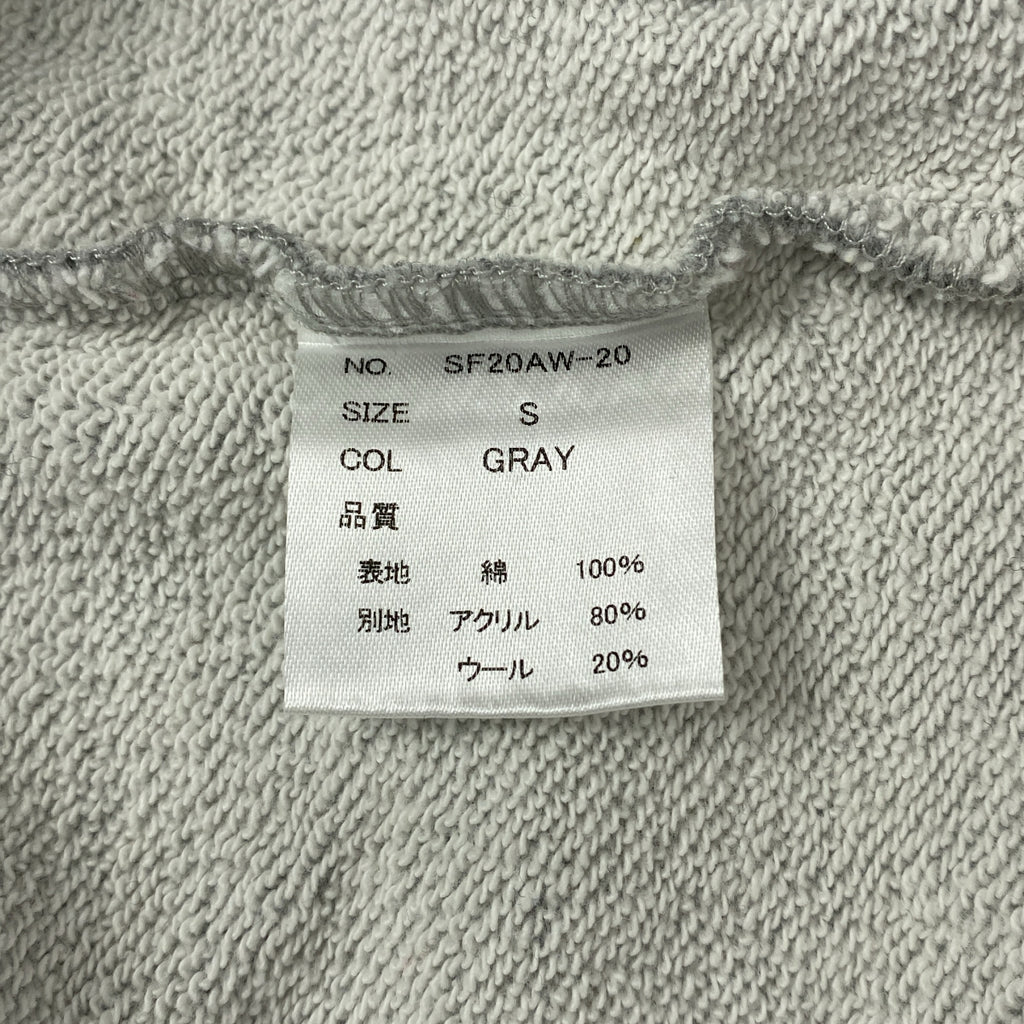 NO. SF20AW-20
SIZE S
COL GRAY
品質
表地 綿 100%
別地 アクリル 80%
ウール 20%